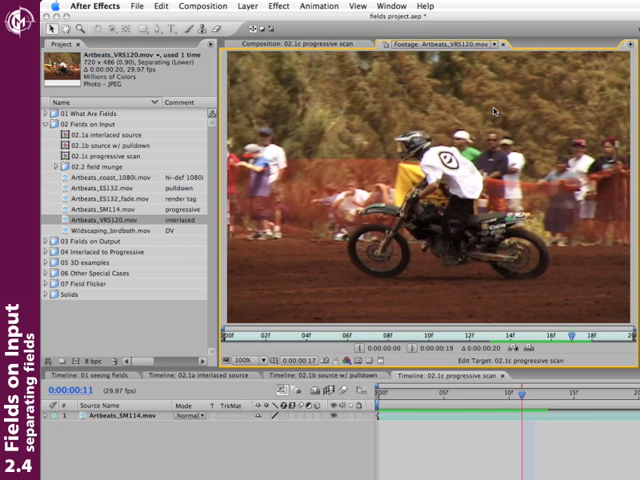 After Effects File Edit Composition Layer Effect Animation View Window Help
fields project.aep *
Project ×
Composition: 02.1c progressive scan
Footage: Artbeats_VRS120.mov ▼ ×
Artbeats_VRS120.mov ▼, used 1 time
720 x 486 (0.90), Separating (Lower)
Δ 0:00:00:20, 29.97 fps
Millions of Colors
Photo - JPEG
Name Comment
01 What Are Fields
02 Fields on Input
02.1a interlaced source
02.1b source w/ pulldown
02.1c progressive scan
02.2 field munge
Artbeats_coast_1080i.mov hi-def 1080i
Artbeats_ES132.mov pulldown
Artbeats_ES132_fade.mov render tag
Artbeats_SM114.mov progressive
Artbeats_VRS120.mov interlaced
Wildscaping_birdbath.mov DV
03 Fields on Output
04 Interlaced to Progressive
05 3D examples
06 Other Special Cases
07 Field Flicker
Solids
8 bpc
00f 02f 04f 06f 08f 10f 12f 14f 16f 18f 20
0:00:00:00 0:00:00:19 Δ 0:00:00:20
100% 0:00:00:17 Edit Target: 02.1c progressive scan
Timeline: 01 seeing fields Timeline: 02.1a interlaced source Timeline: 02.1b source w/ pulldown Timeline: 02.1c progressive scan ×
0:00:00:11 (29.97 fps)
# Source Name Mode T TrkMat
1 Artbeats_SM114.mov Normal
:00f 05f 10f 15f 20
2.4 Fields on Input
separating fields